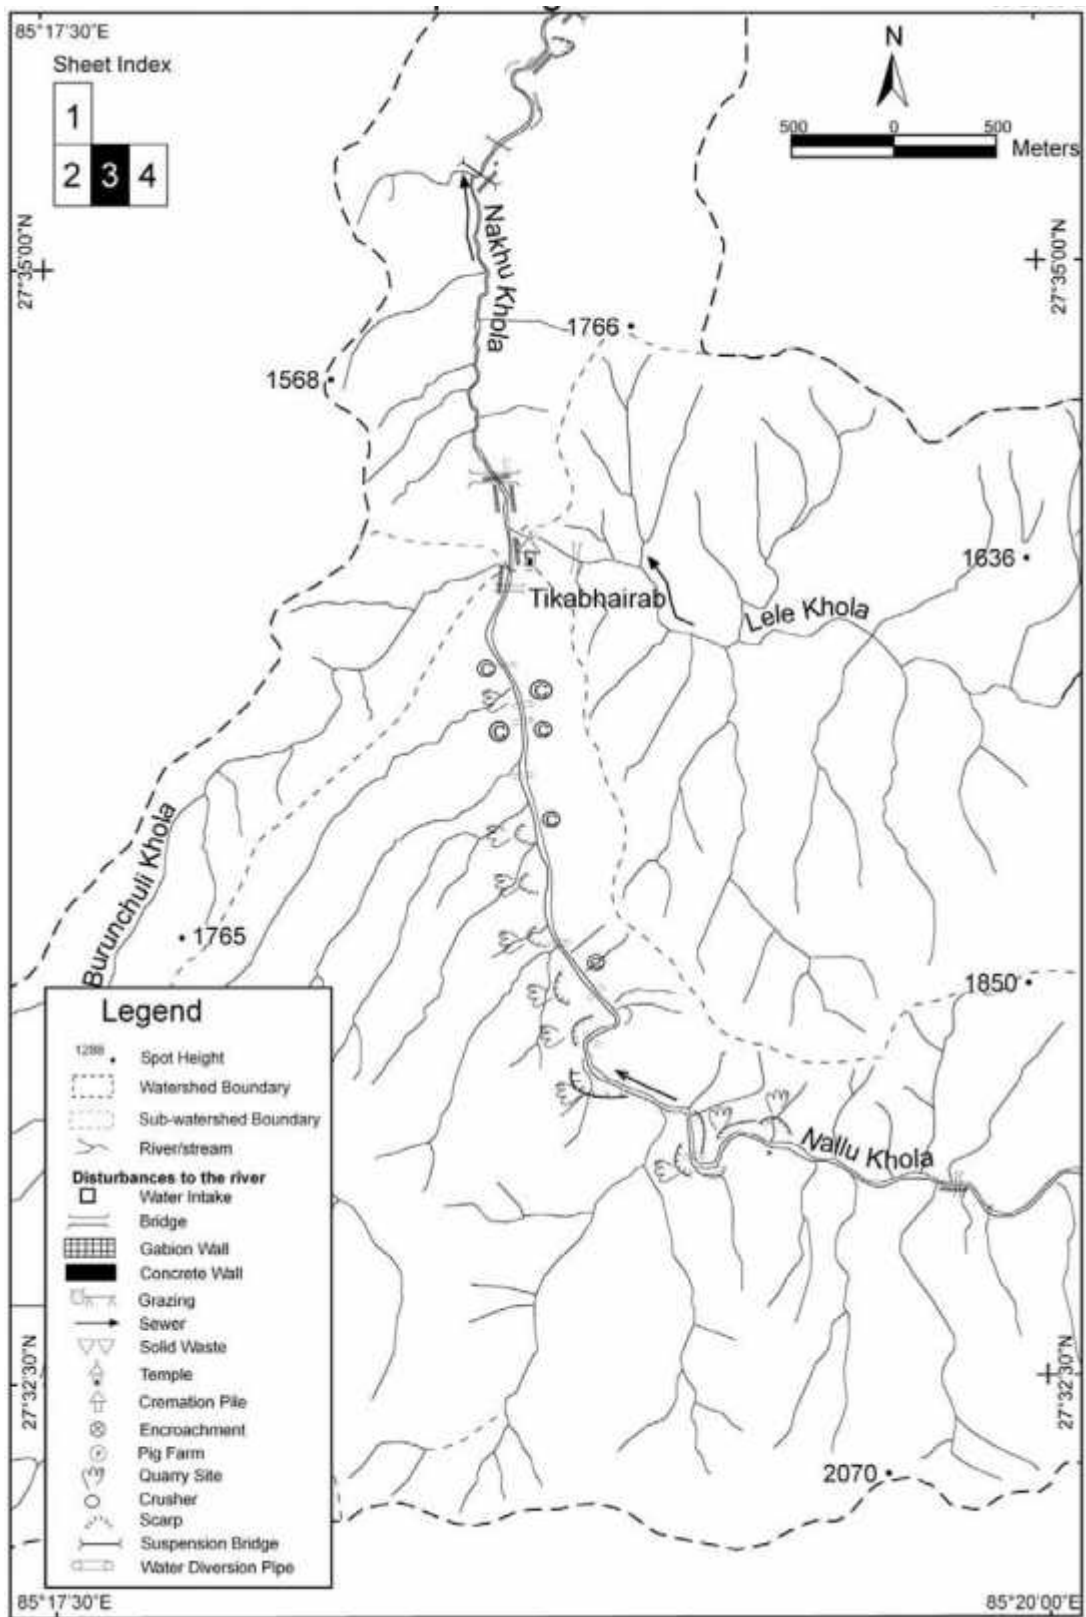 85°17'30"E
Sheet Index
1
2 3 4
N
500 0 500
Meters
27°35'00"N
27°35'00"N
Nakhu Khola
1766
1568
1636
Tikabhairab
Lele Khola
Burunchuli Khola
1765
1850
Nallu Khola
2070
Legend
1288 Spot Height
Watershed Boundary
Sub-watershed Boundary
River/stream
Disturbances to the river
Water Intake
Bridge
Gabion Wall
Concrete Wall
Grazing
Sewer
Solid Waste
Temple
Cremation Pile
Encroachment
Pig Farm
Quarry Site
Crusher
Scarp
Suspension Bridge
Water Diversion Pipe
27°32'30"N
27°32'30"N
85°17'30"E
85°20'00"E